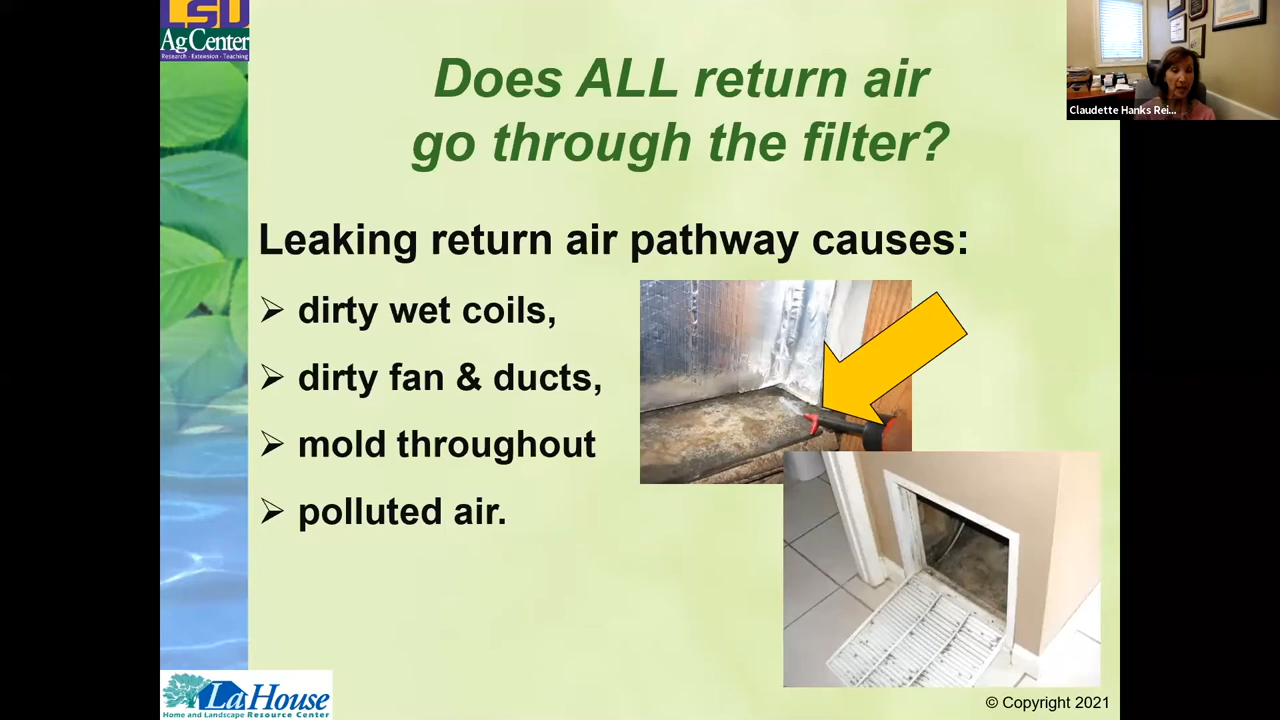 LSU
AgCenter
Research · Extension · Teaching
Does ALL return air
go through the filter?
Claudette Hanks Rei...
Leaking return air pathway causes:
➢ dirty wet coils,
➢ dirty fan & ducts,
➢ mold throughout
➢ polluted air.
LaHouse
Home and Landscape Resource Center
© Copyright 2021